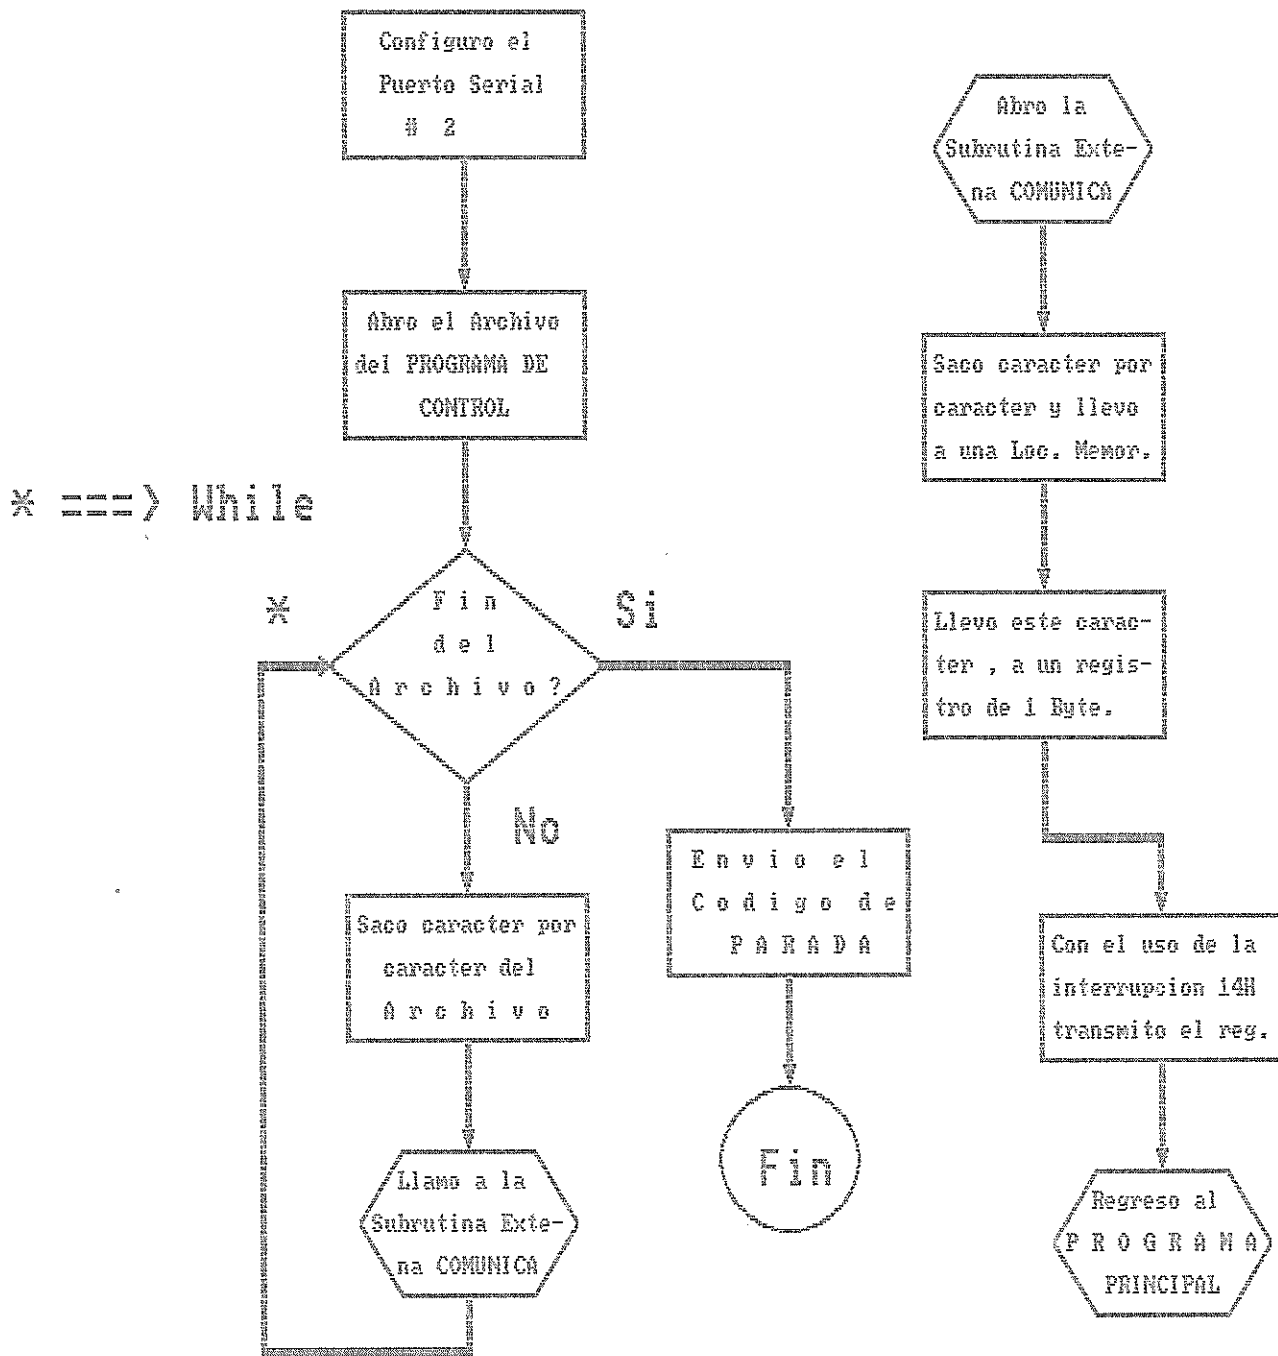 Configuro el
Puerto Serial
# 2
Abro el Archivo
del PROGRAMA DE
CONTROL
* ===> While
*
Fin
del
Archivo?
Si
No
Saco caracter por
caracter del
Archivo
Llamo a la
Subrutina Exte-
na COMUNICA
Envio el
Codigo de
PARADA
Fin
Abro la
Subrutina Exte-
na COMUNICA
Saco caracter por
caracter y llevo
a una Loc. Memor.
Llevo este carac-
ter , a un regis-
tro de 1 Byte.
Con el uso de la
interrupcion 14H
transmito el reg.
Regreso al
PROGRAMA
PRINCIPAL